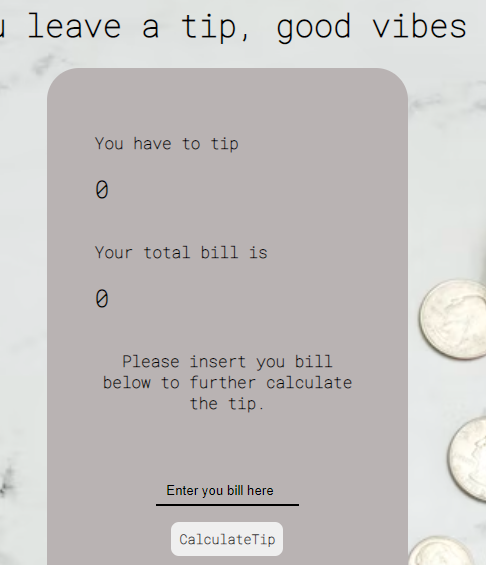 leave a tip, good vibes
You have to tip
0
Your total bill is
0
Please insert you bill
below to further calculate
the tip.
Enter you bill here
CalculateTip